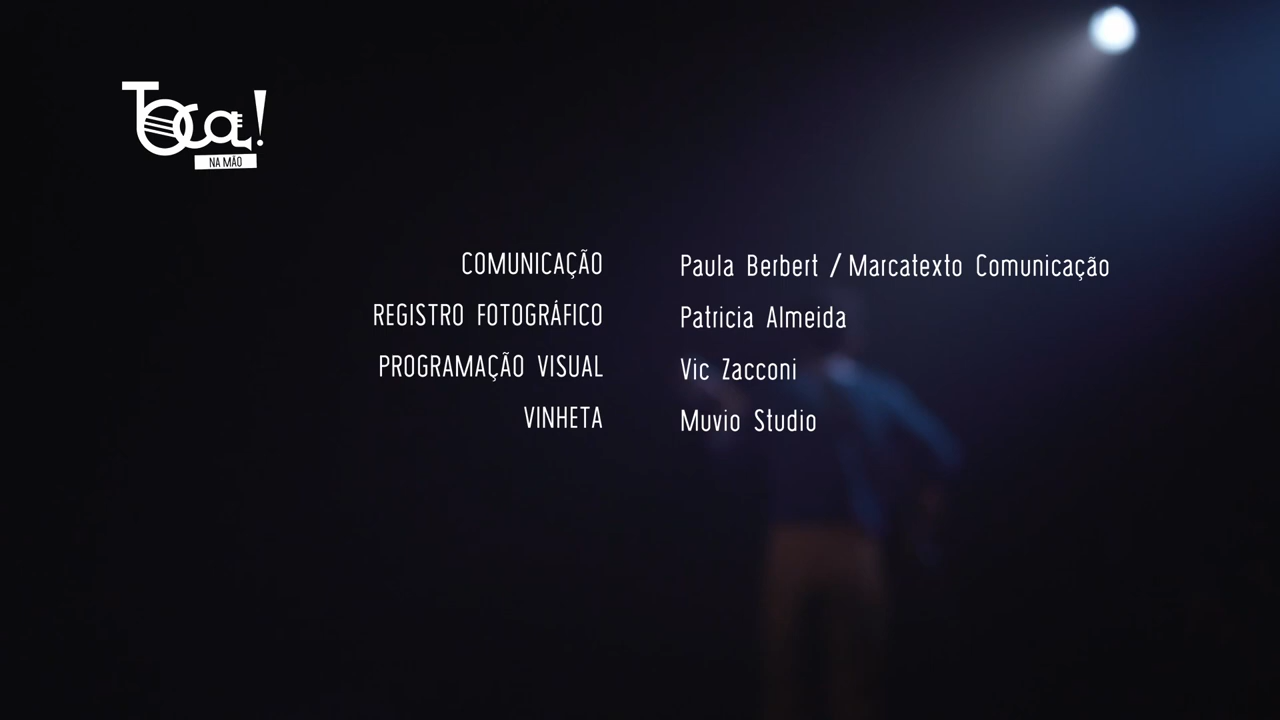 Toca!
NA MÃO
COMUNICAÇÃO Paula Berbert / Marcatexto Comunicação
REGISTRO FOTOGRÁFICO Patricia Almeida
PROGRAMAÇÃO VISUAL Vic Zacconi
VINHETA Muvio Studio